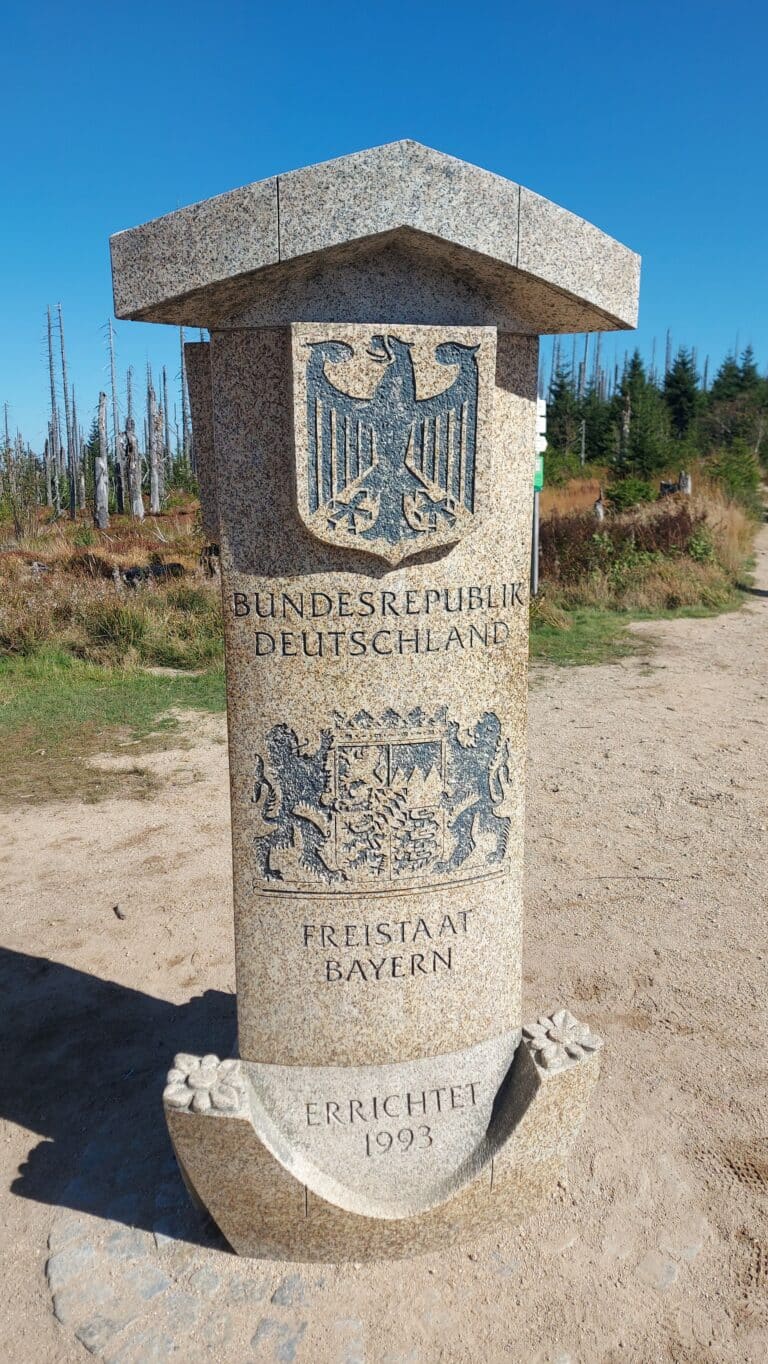 BUNDESREPUBLIK
DEUTSCHLAND
FREISTAAT
BAYERN
ERRICHTET
1993